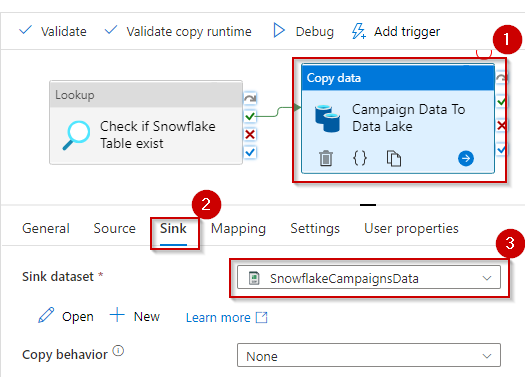 Validate Validate copy runtime Debug Add trigger
1
Lookup
Check if Snowflake
Table exist
Copy data
Campaign Data To
Data Lake
{}
2
General Source Sink Mapping Settings User properties
3
Sink dataset * SnowflakeCampaignsData
Open New Learn more
Copy behavior None